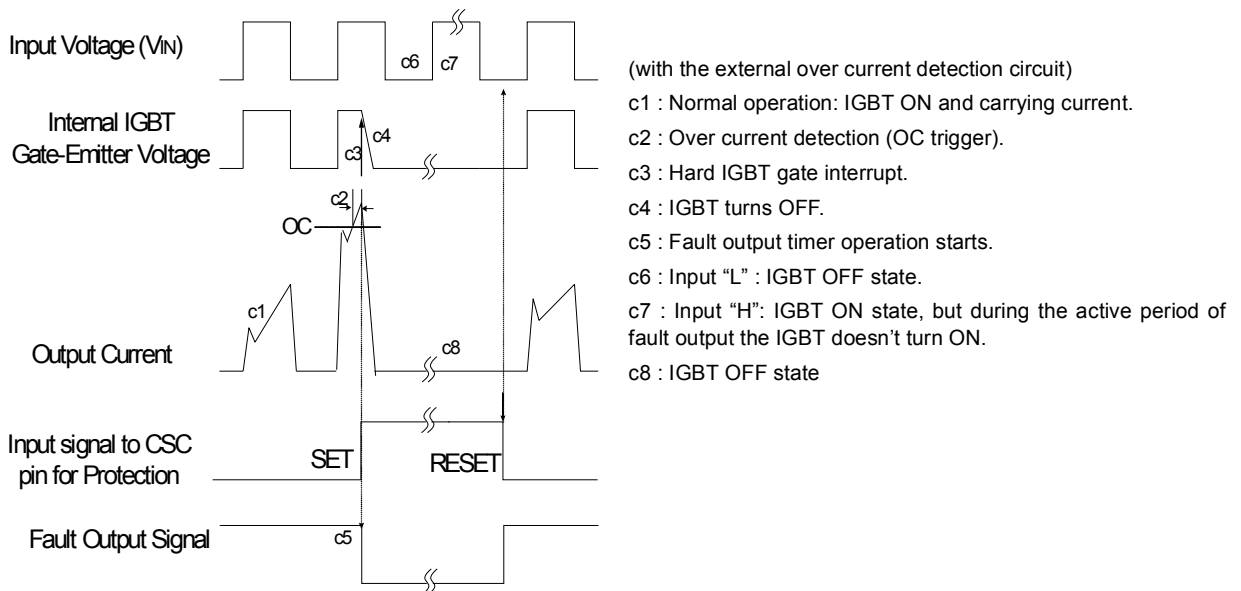 Input Voltage (VIN)
c6
c7
Internal IGBT
Gate-Emitter Voltage
c3
c4
c2
OC
c1
Output Current
c8
Input signal to CSC
pin for Protection
SET
RESET
Fault Output Signal
c5
(with the external over current detection circuit)
c1 : Normal operation: IGBT ON and carrying current.
c2 : Over current detection (OC trigger).
c3 : Hard IGBT gate interrupt.
c4 : IGBT turns OFF.
c5 : Fault output timer operation starts.
c6 : Input “L” : IGBT OFF state.
c7 : Input “H”: IGBT ON state, but during the active period of
fault output the IGBT doesn’t turn ON.
c8 : IGBT OFF state